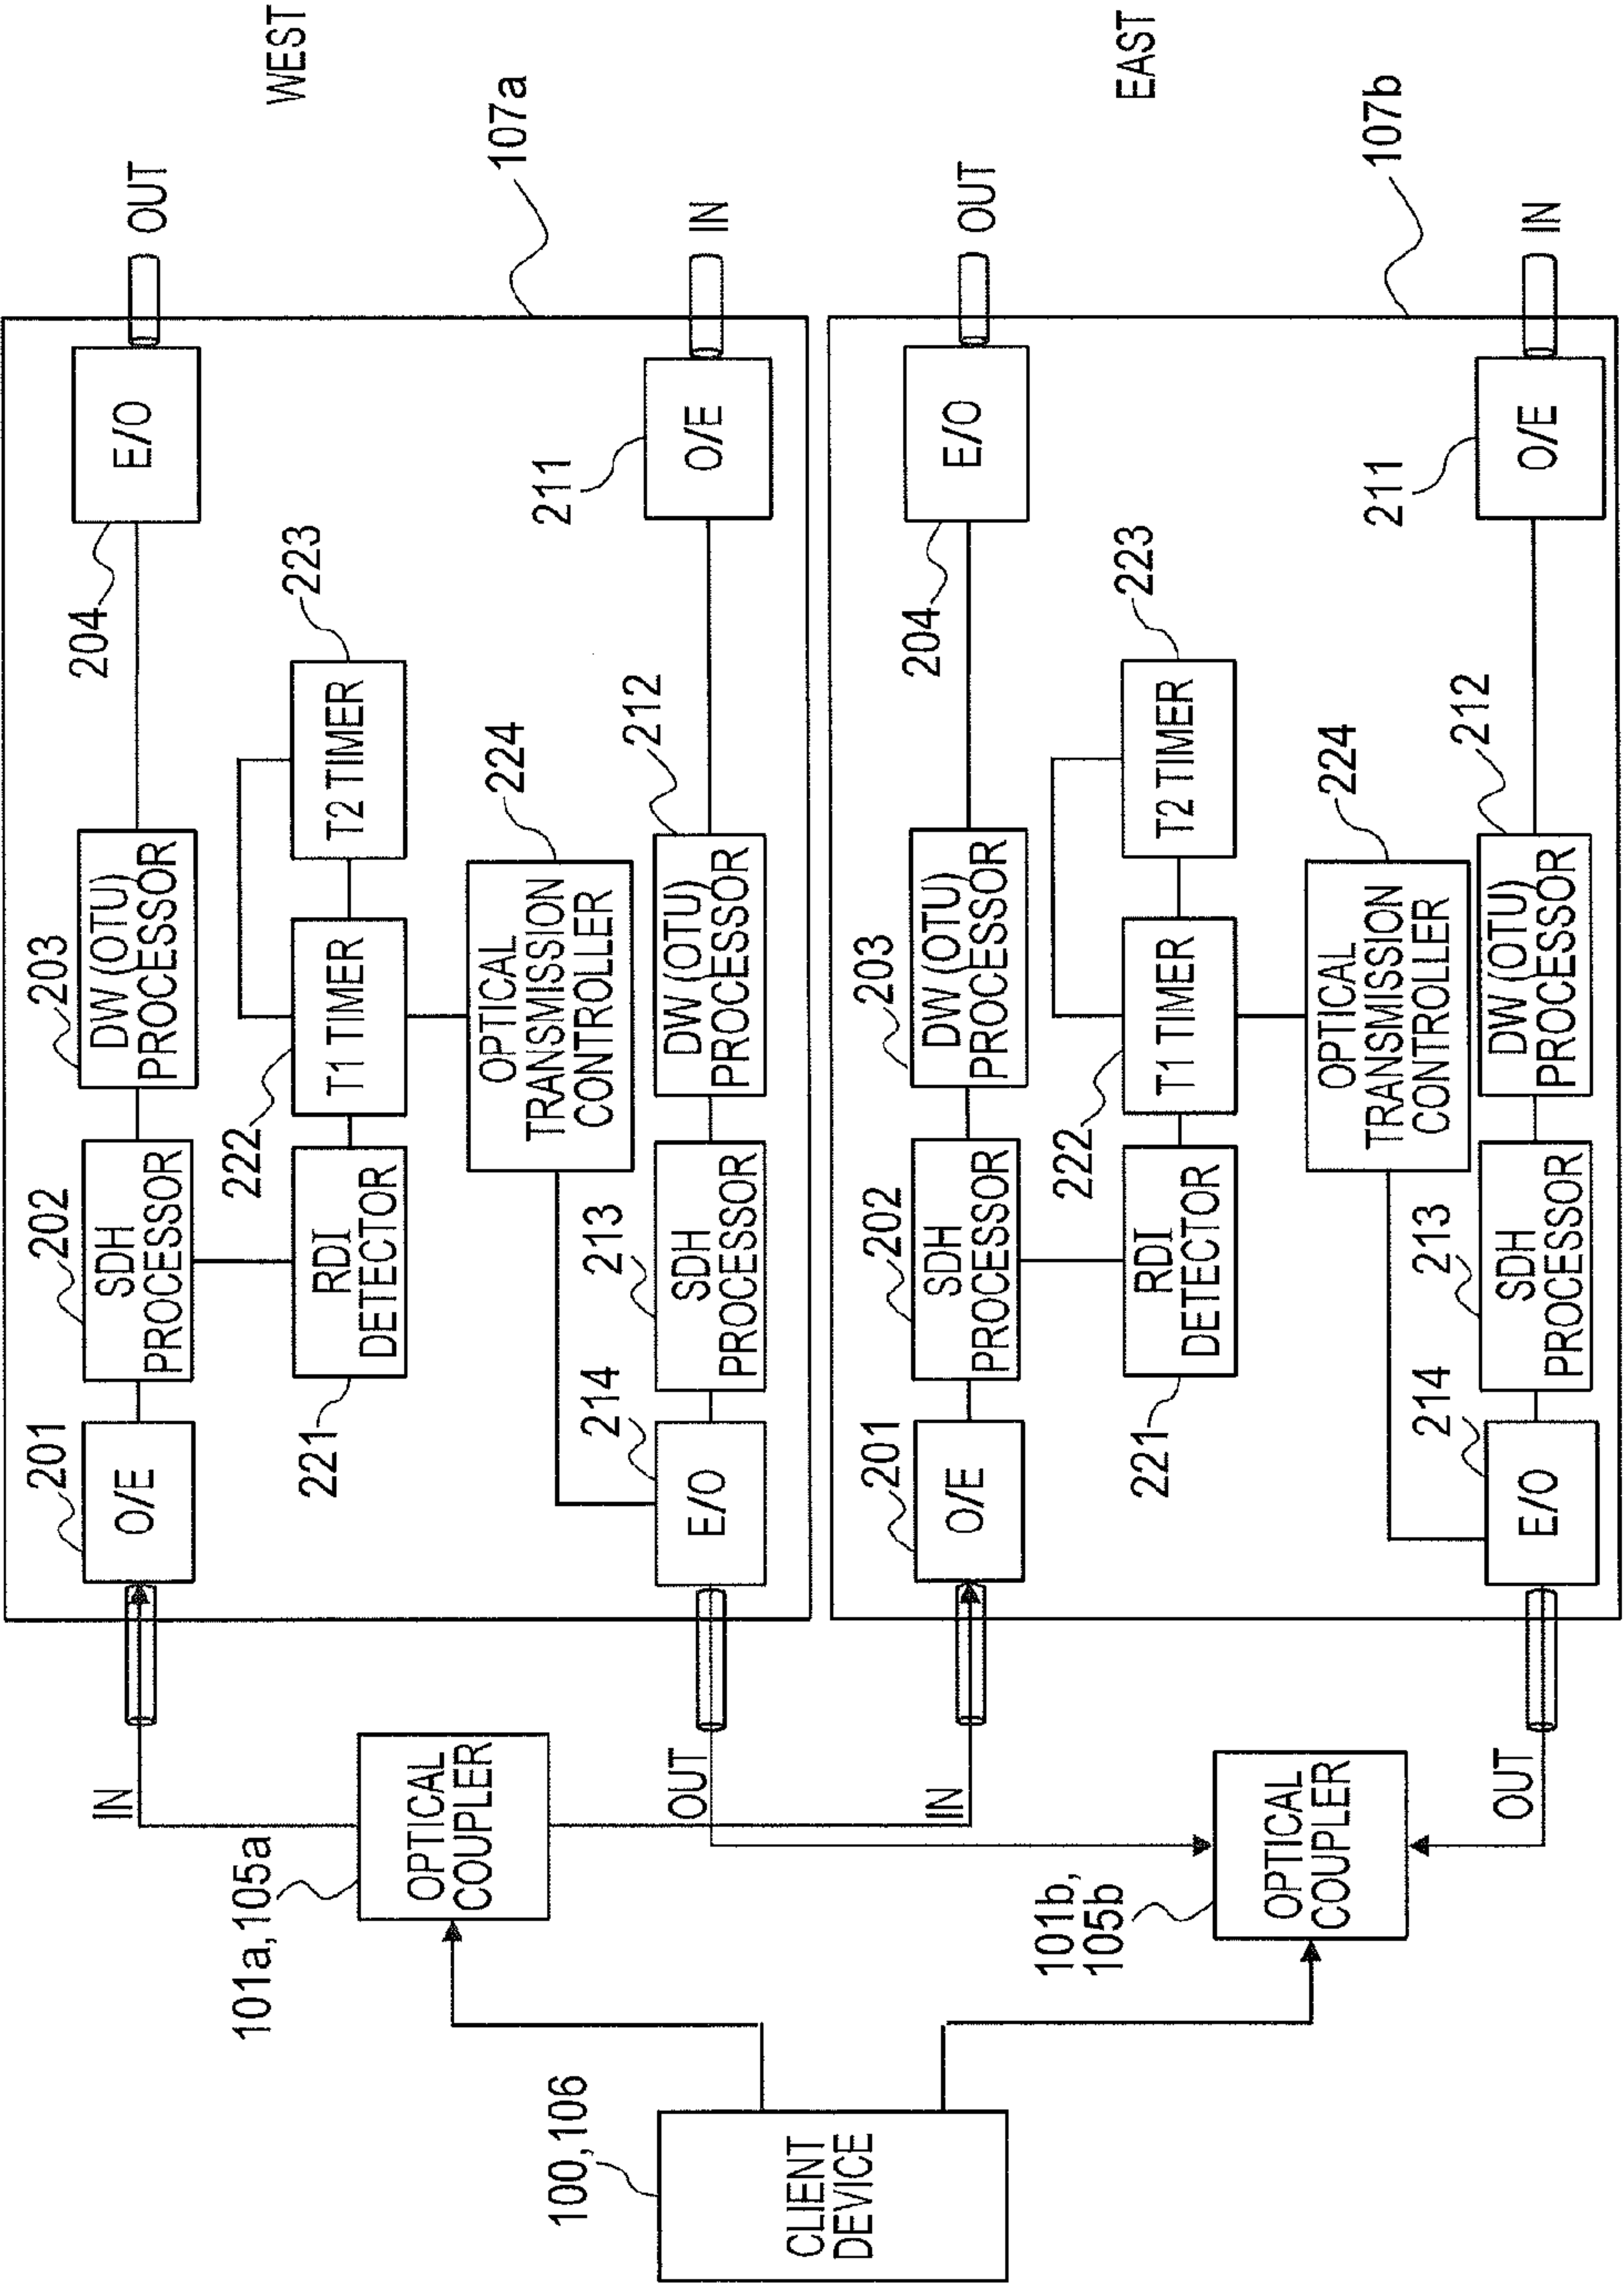 WEST
107a
201
O/E
202
SDH
PROCESSOR
203
DW(OTU)
PROCESSOR
204
E/O
OUT
221
RDI
DETECTOR
222
T1 TIMER
T2 TIMER
223
OPTICAL
TRANSMISSION
CONTROLLER
224
214
E/O
213
SDH
PROCESSOR
212
DW(OTU)
PROCESSOR
211
O/E
IN
IN
OUT
101a,105a
OPTICAL
COUPLER
100,106
CLIENT
DEVICE
EAST
107b
201
O/E
202
SDH
PROCESSOR
203
DW(OTU)
PROCESSOR
204
E/O
OUT
221
RDI
DETECTOR
222
T1 TIMER
T2 TIMER
223
OPTICAL
TRANSMISSION
CONTROLLER
224
214
E/O
213
SDH
PROCESSOR
212
DW(OTU)
PROCESSOR
211
O/E
IN
IN
OUT
101b,
105b
OPTICAL
COUPLER